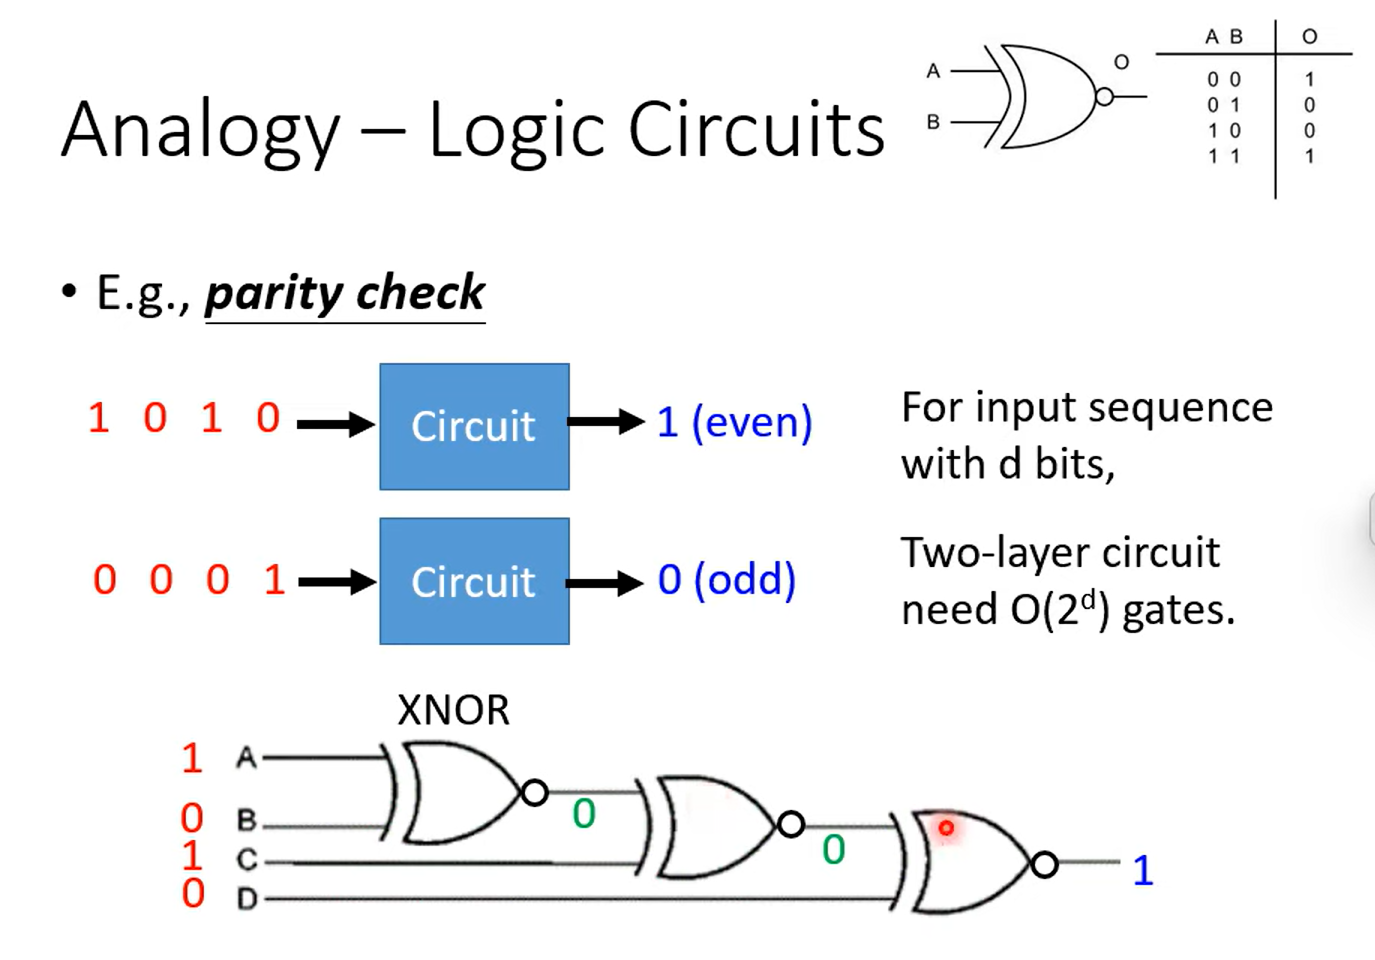 Analogy – Logic Circuits
A
B
O
A B O
0 0 1
0 1 0
1 0 0
1 1 1
• E.g., parity check
1 0 1 0 Circuit 1 (even)
0 0 0 1 Circuit 0 (odd)
For input sequence
with d bits,
Two-layer circuit
need O(2ᵈ) gates.
XNOR
1 A
0 B 0
1 C 0 1
0 D